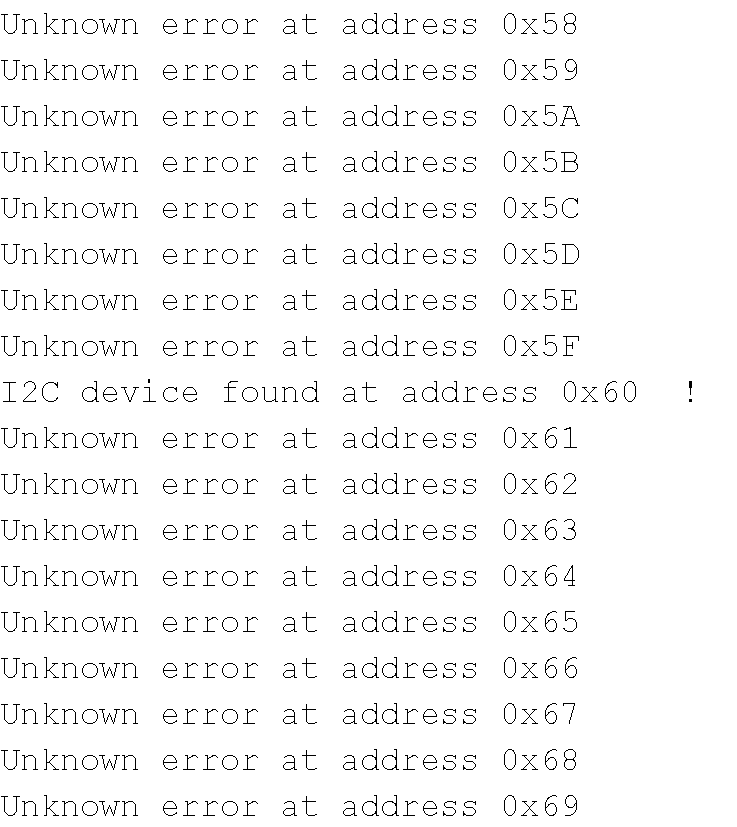 Unknown error at address 0x58
Unknown error at address 0x59
Unknown error at address 0x5A
Unknown error at address 0x5B
Unknown error at address 0x5C
Unknown error at address 0x5D
Unknown error at address 0x5E
Unknown error at address 0x5F
I2C device found at address 0x60  !
Unknown error at address 0x61
Unknown error at address 0x62
Unknown error at address 0x63
Unknown error at address 0x64
Unknown error at address 0x65
Unknown error at address 0x66
Unknown error at address 0x67
Unknown error at address 0x68
Unknown error at address 0x69